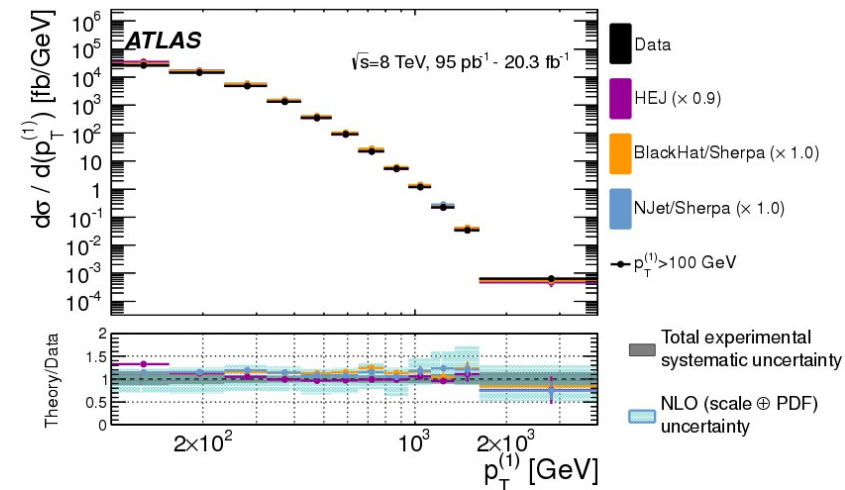 ATLAS
√s=8 TeV, 95 pb⁻¹ - 20.3 fb⁻¹
dσ / d(p_T^(1)) [fb/GeV]
10⁶
10⁵
10⁴
10³
10²
10
1
10⁻¹
10⁻²
10⁻³
10⁻⁴
Data
HEJ (× 0.9)
BlackHat/Sherpa (× 1.0)
NJet/Sherpa (× 1.0)
p_T^(1)>100 GeV
Theory/Data
2
1.5
1
0.5
0
2×10²
10³
2×10³
p_T^(1) [GeV]
Total experimental
systematic uncertainty
NLO (scale ⊕ PDF)
uncertainty